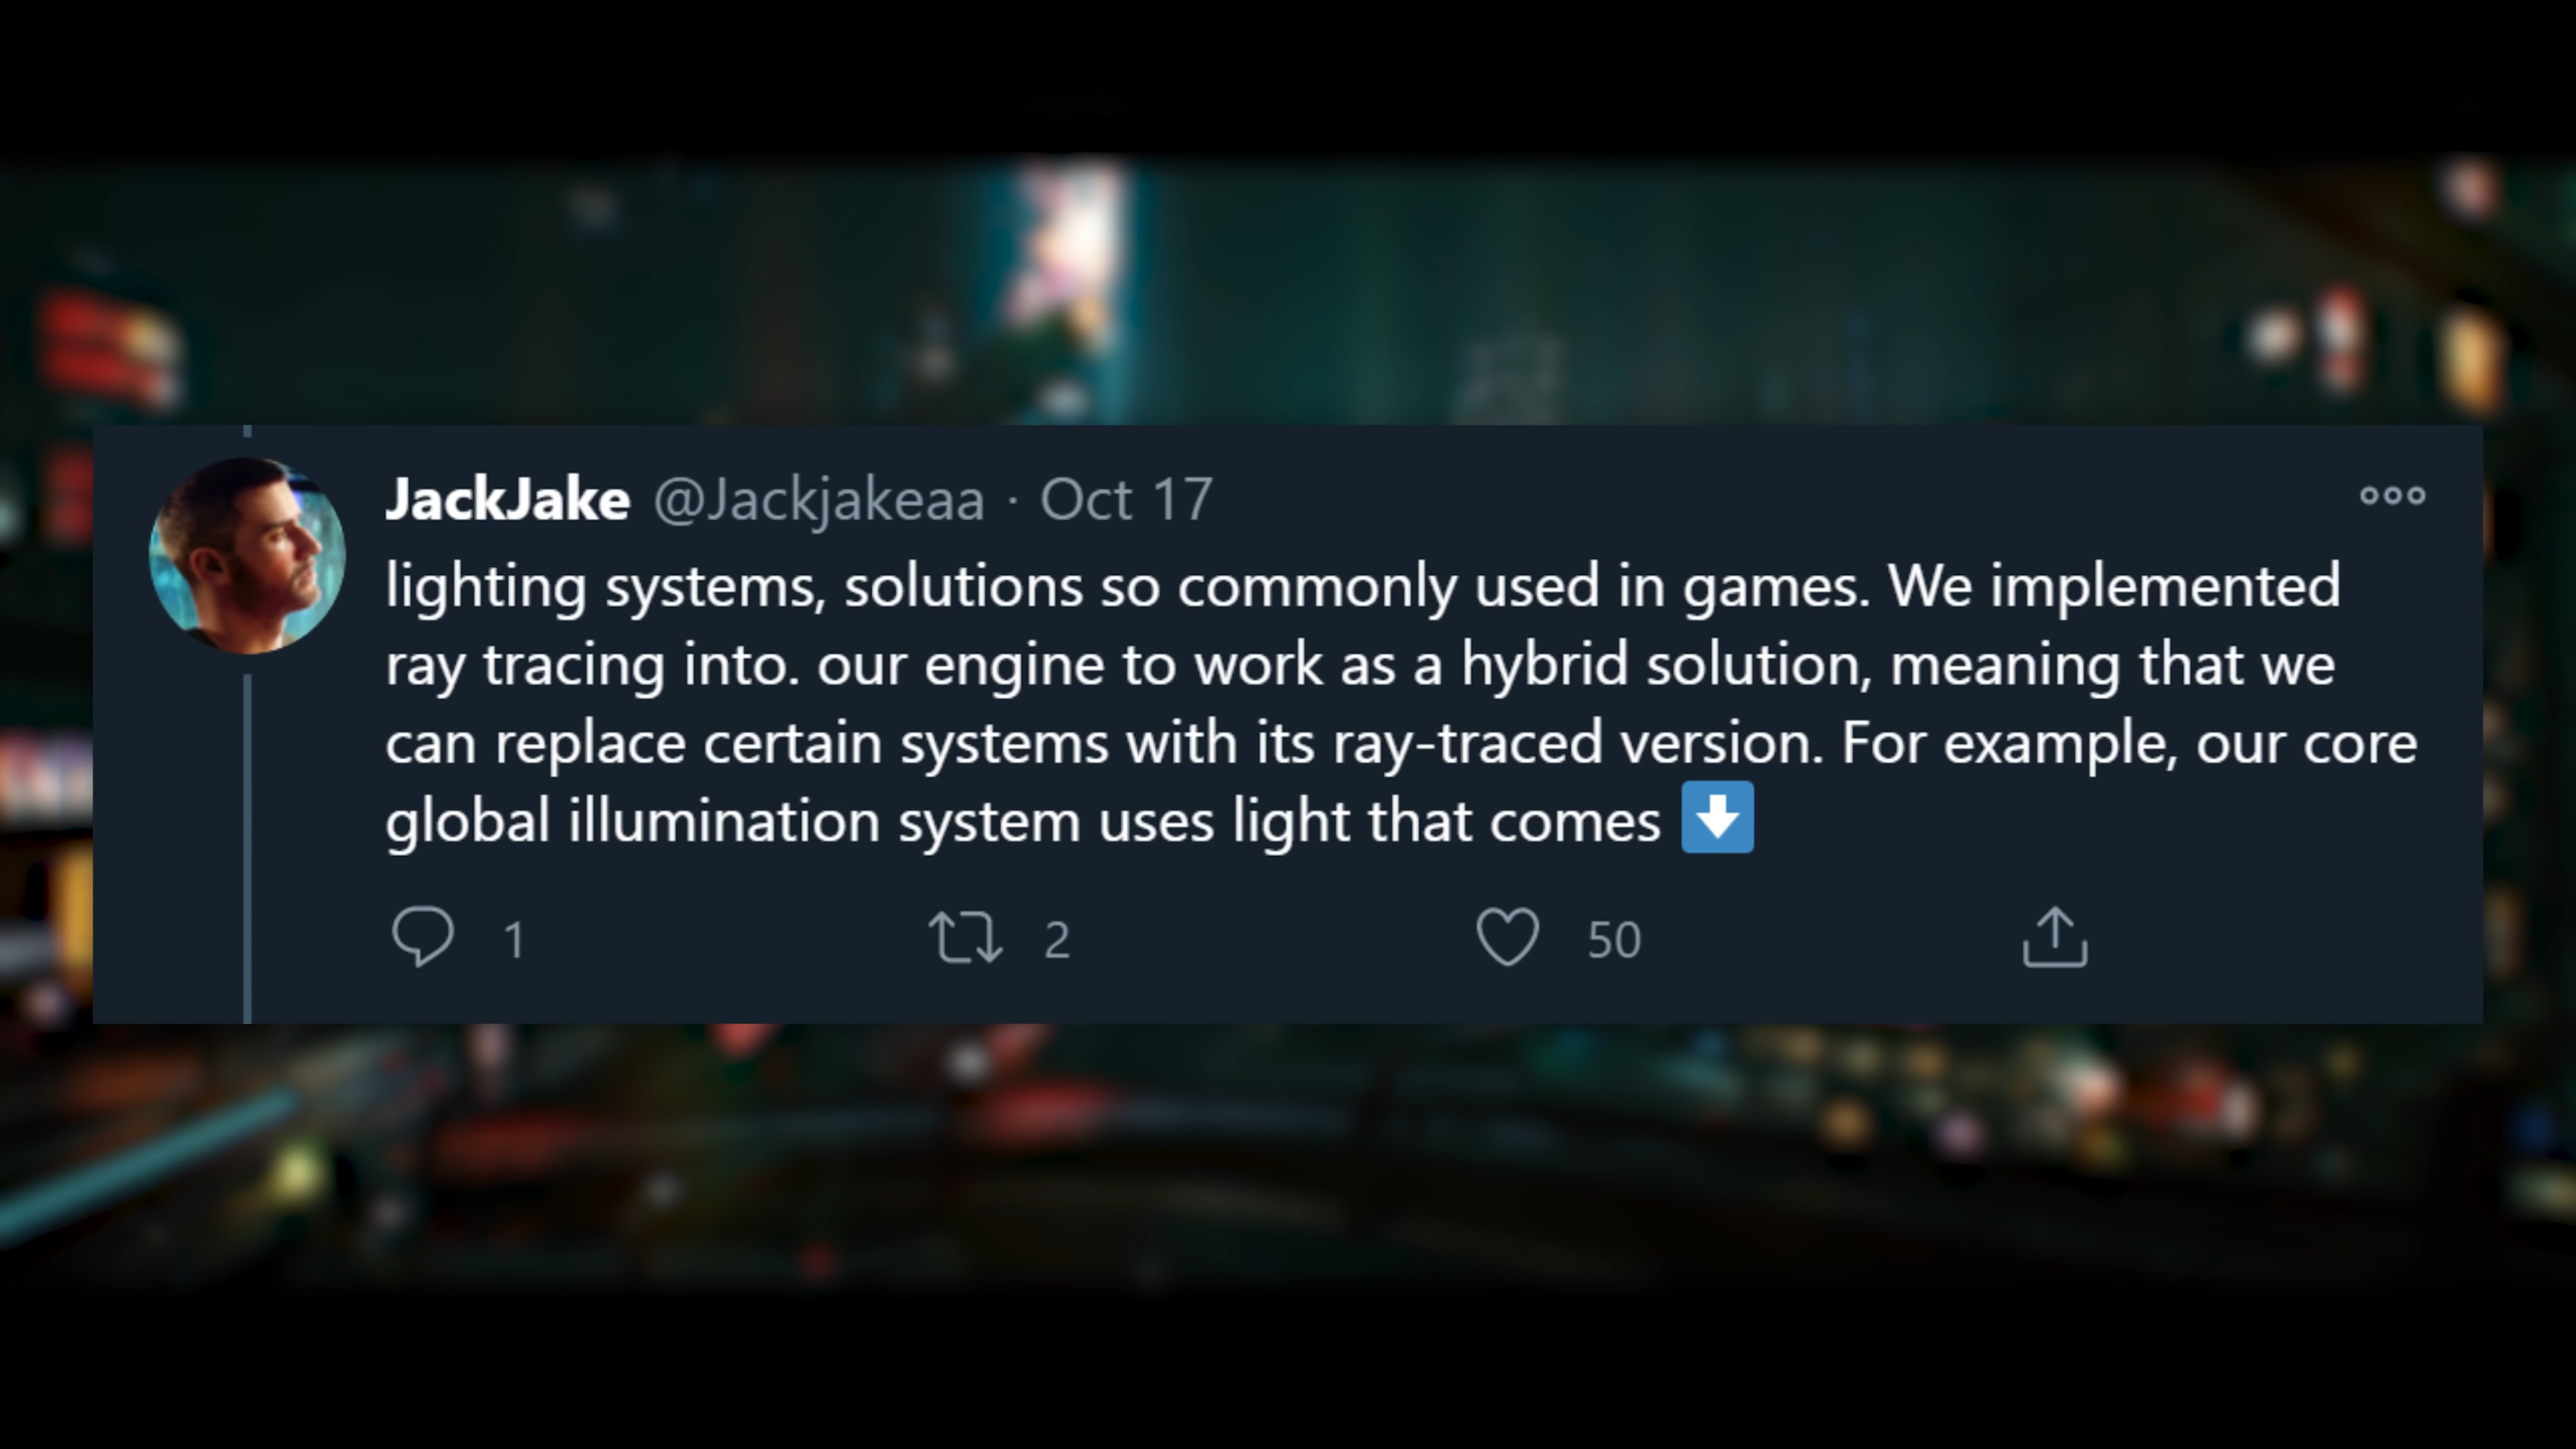 JackJake @Jackjakeaa · Oct 17
lighting systems, solutions so commonly used in games. We implemented
ray tracing into. our engine to work as a hybrid solution, meaning that we
can replace certain systems with its ray-traced version. For example, our core
global illumination system uses light that comes ⬇️
1 2 50